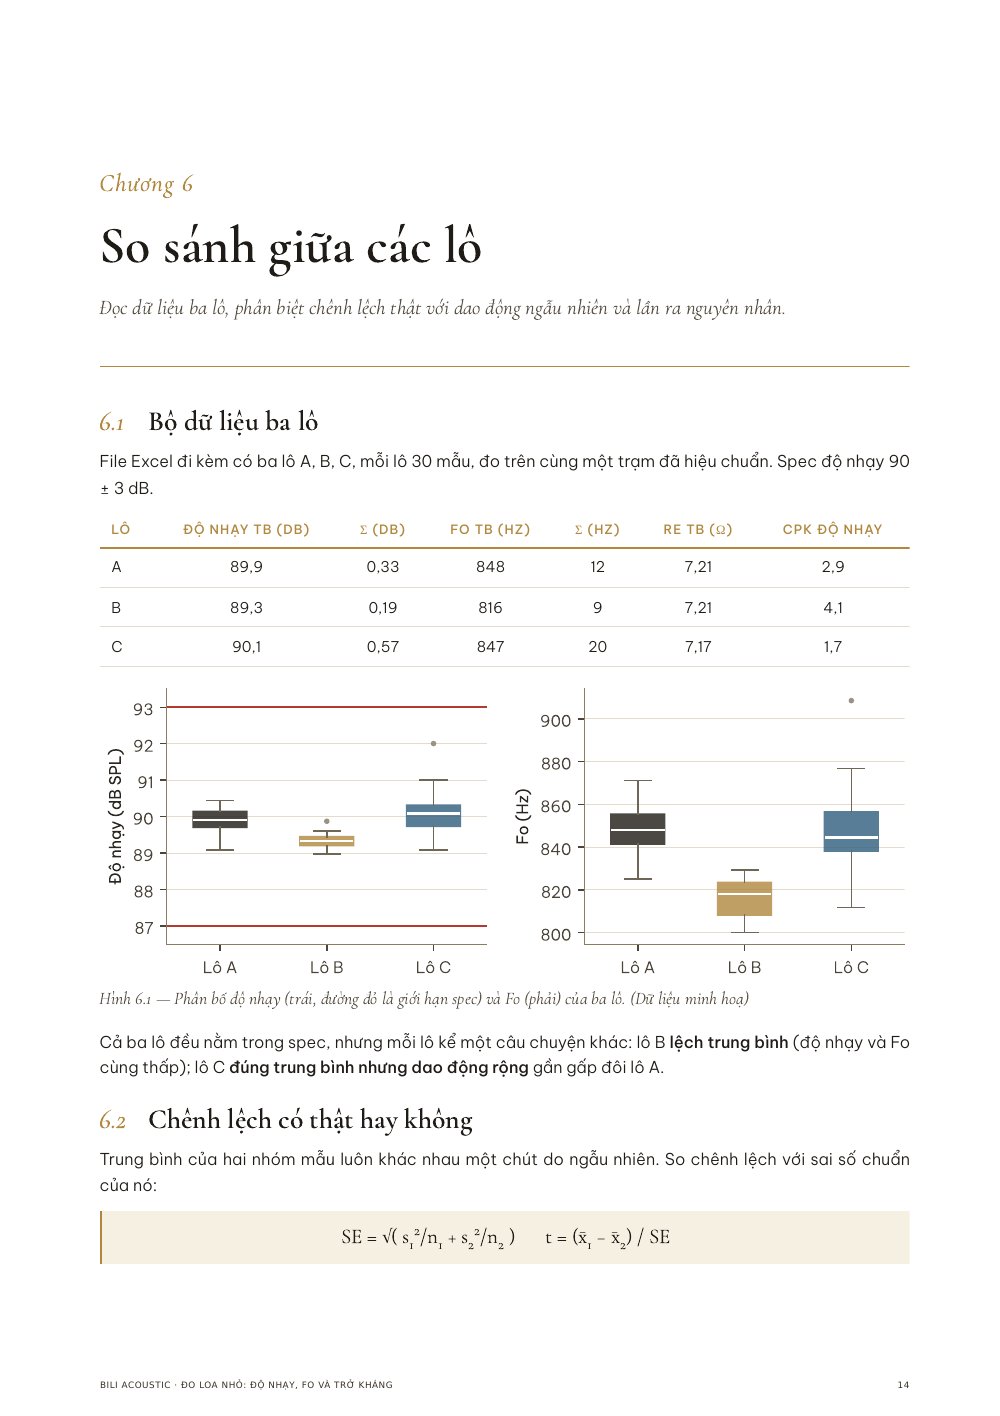 Chương 6
So sánh giữa các lô
Đọc dữ liệu ba lô, phân biệt chênh lệch thật với dao động ngẫu nhiên và lần ra nguyên nhân.
6.1 Bộ dữ liệu ba lô
File Excel đi kèm có ba lô A, B, C, mỗi lô 30 mẫu, đo trên cùng một trạm đã hiệu chuẩn. Spec độ nhạy 90
± 3 dB.
LÔ ĐỘ NHẠY TB (DB) Σ (DB) FO TB (HZ) Σ (HZ) RE TB (Ω) CPK ĐỘ NHẠY
A 89,9 0,33 848 12 7,21 2,9
B 89,3 0,19 816 9 7,21 4,1
C 90,1 0,57 847 20 7,17 1,7
Độ nhạy (dB SPL)
93
92
91
90
89
88
87
Lô A Lô B Lô C
Fo (Hz)
900
880
860
840
820
800
Lô A Lô B Lô C
Hình 6.1 — Phân bố độ nhạy (trái, đường đỏ là giới hạn spec) và Fo (phải) của ba lô. (Dữ liệu minh hoạ)
Cả ba lô đều nằm trong spec, nhưng mỗi lô kể một câu chuyện khác: lô B lệch trung bình (độ nhạy và Fo
cùng thấp); lô C đúng trung bình nhưng dao động rộng gần gấp đôi lô A.
6.2 Chênh lệch có thật hay không
Trung bình của hai nhóm mẫu luôn khác nhau một chút do ngẫu nhiên. So chênh lệch với sai số chuẩn
của nó:
SE = √( s₁²/n₁ + s₂²/n₂ ) t = (x̄₁ − x̄₂) / SE
BILI ACOUSTIC · ĐO LOA NHỎ: ĐỘ NHẠY, FO VÀ TRỞ KHÁNG 14